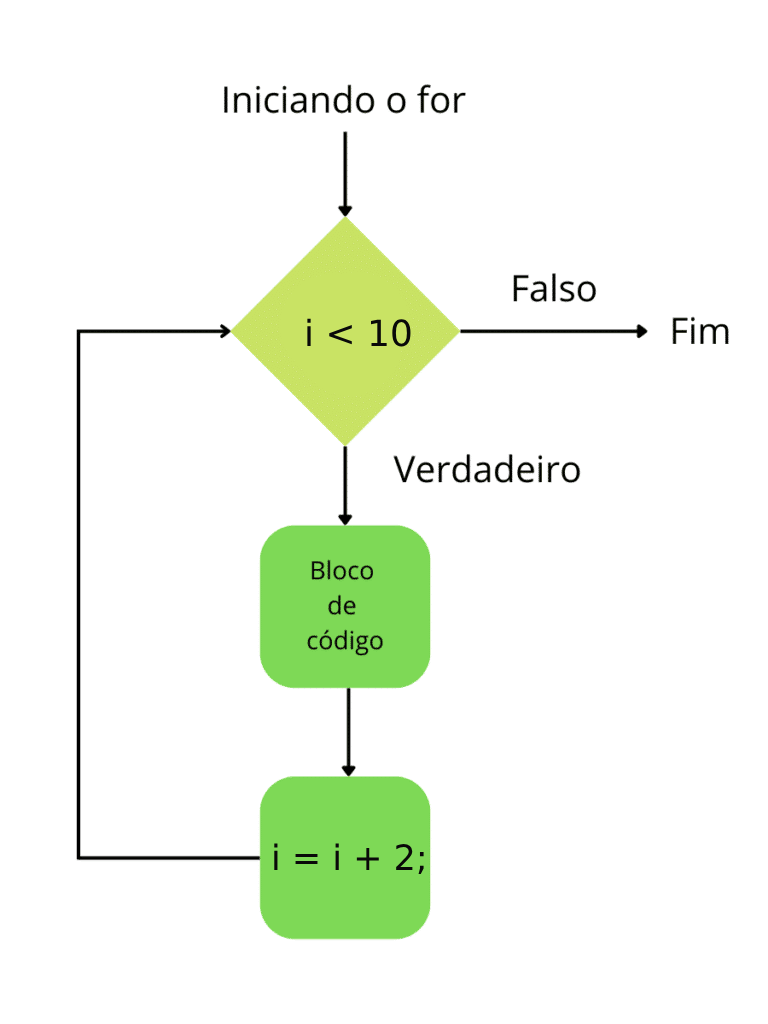 Iniciando o for
i < 10
Falso
Fim
Verdadeiro
Bloco
de
código
i = i + 2;